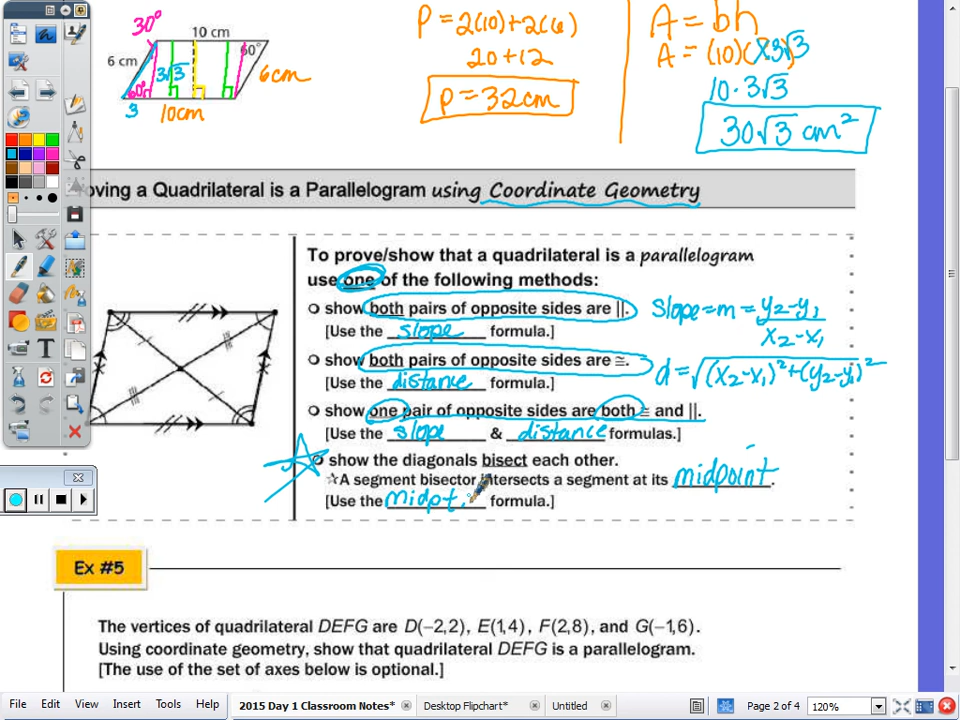 30°
10 cm
60°
6 cm
3√3
6cm
60°
3
10cm
P = 2(10)+2(6)
20+12
P = 32cm
A = bh
A = (10)(3√3)
10·3√3
30√3 cm²
oving a Quadrilateral is a Parallelogram using Coordinate Geometry
To prove/show that a quadrilateral is a parallelogram
use one of the following methods:
show both pairs of opposite sides are ||.
[Use the slope formula.]
Slope = m = y₂-y₁
x₂-x₁
show both pairs of opposite sides are ≅.
[Use the distance formula.]
d = √(x₂-x₁)²+(y₂-y₁)²
show one pair of opposite sides are both ≅ and ||.
[Use the slope & distance formulas.]
show the diagonals bisect each other.
☆A segment bisector intersects a segment at its midpoint.
[Use the midpt. formula.]
Ex #5
The vertices of quadrilateral DEFG are D(−2,2), E(1,4), F(2,8), and G(−1,6).
Using coordinate geometry, show that quadrilateral DEFG is a parallelogram.
[The use of the set of axes below is optional.]
File Edit View Insert Tools Help 2015 Day 1 Classroom Notes* Desktop Flipchart* Untitled Page 2 of 4 120%